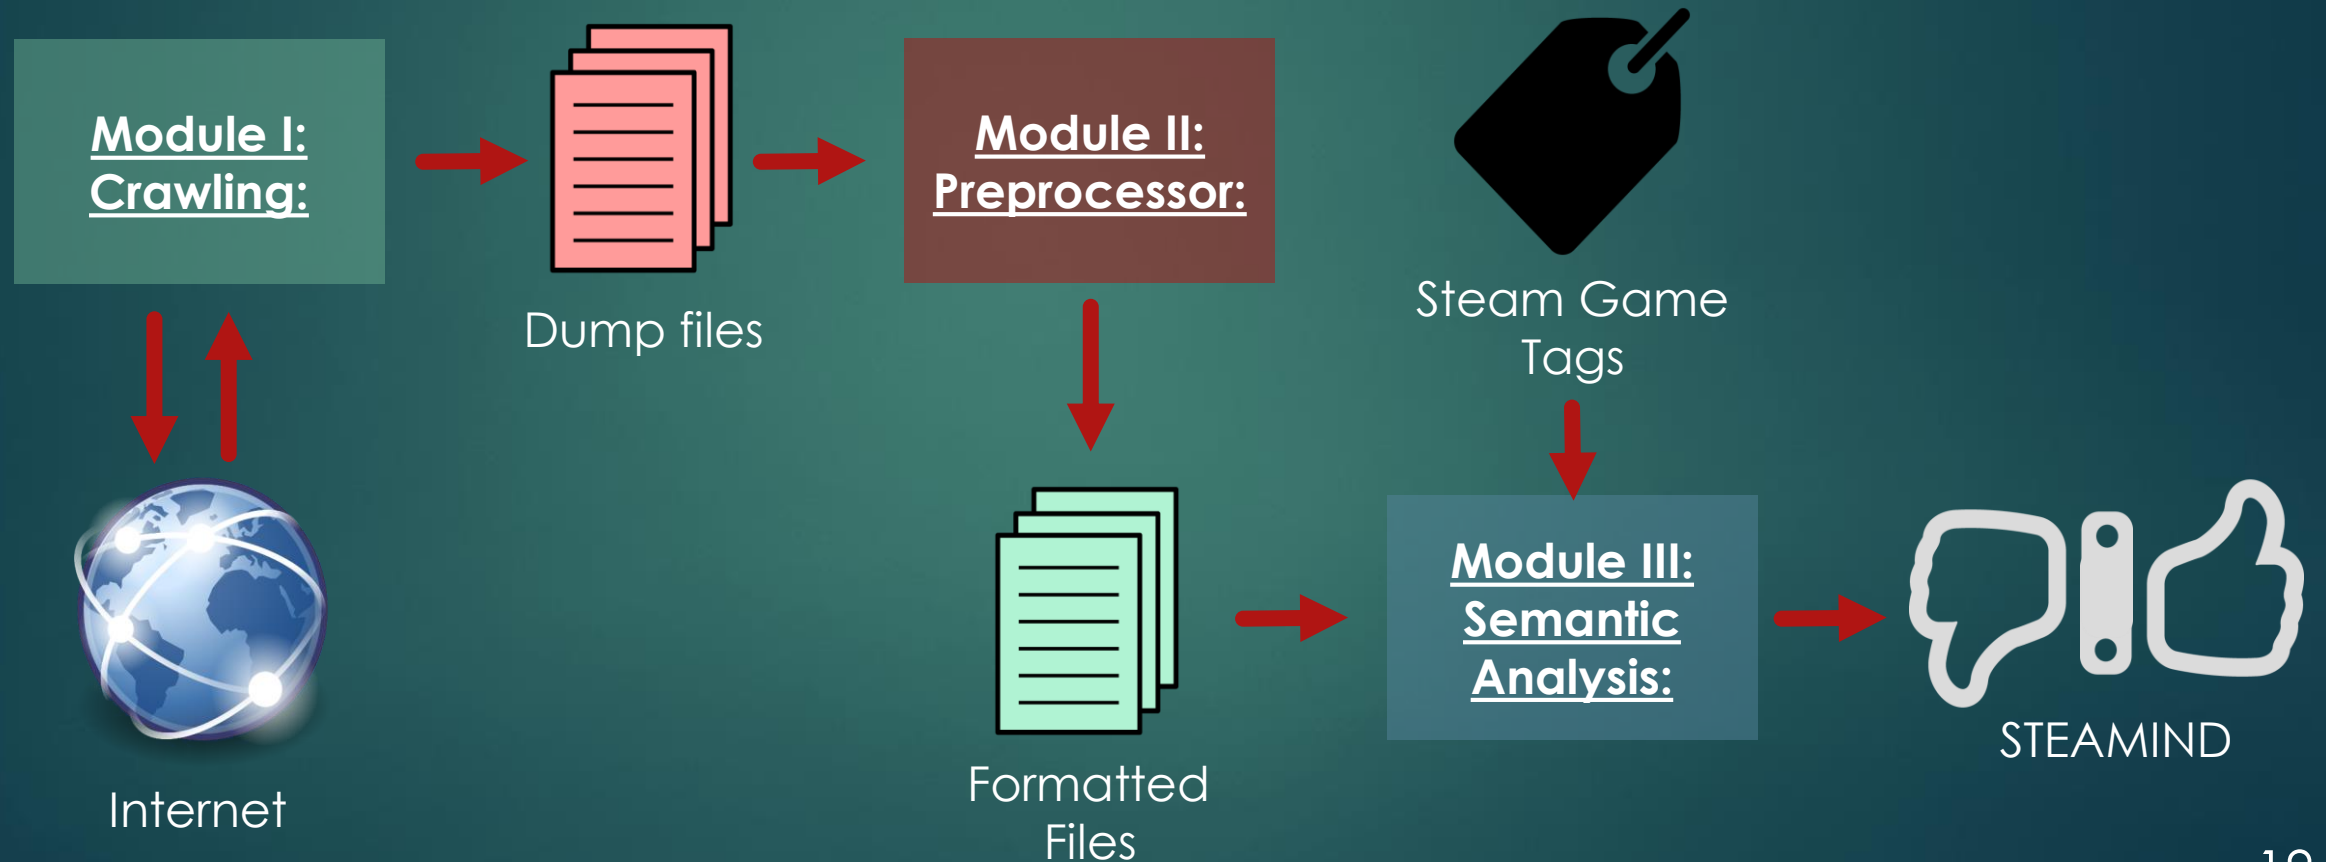 Module I:
Crawling:
Dump files
Module II:
Preprocessor:
Steam Game
Tags
Internet
Formatted
Files
Module III:
Semantic
Analysis:
STEAMIND